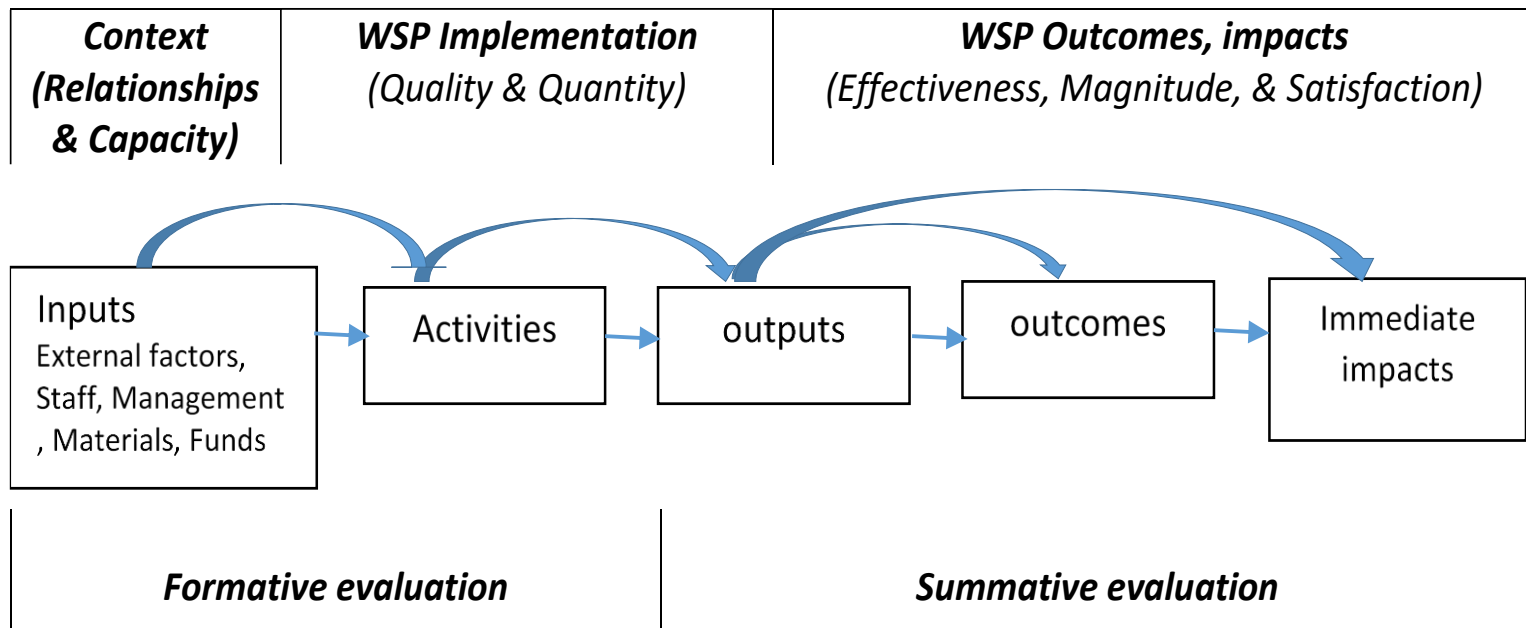 Context
(Relationships
& Capacity)
WSP Implementation
(Quality & Quantity)
WSP Outcomes, impacts
(Effectiveness, Magnitude, & Satisfaction)
Inputs
External factors,
Staff, Management
, Materials, Funds
Activities
outputs
outcomes
Immediate
impacts
Formative evaluation
Summative evaluation